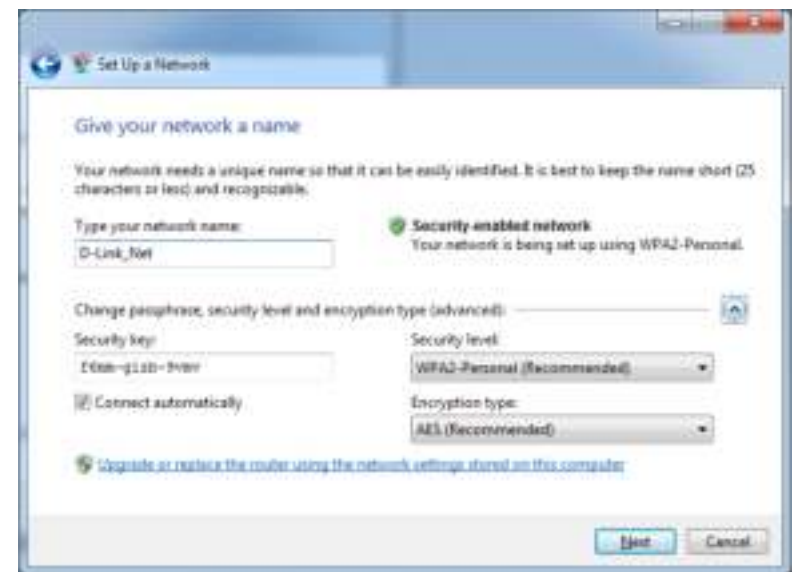 Set Up a Network
Give your network a name
Your network needs a unique name so that it can be easily identified. It is best to keep the name short (25
characters or less) and recognizable.
Type your network name:
D-Link_Net
Security-enabled network
Your network is being set up using WPA2-Personal.
Change passphrase, security level and encryption type (advanced):
Security key:
Security level:
WPA2-Personal (Recommended)
Connect automatically
Encryption type:
AES (Recommended)
Upgrade or replace the router using the network settings stored on this computer
Next
Cancel